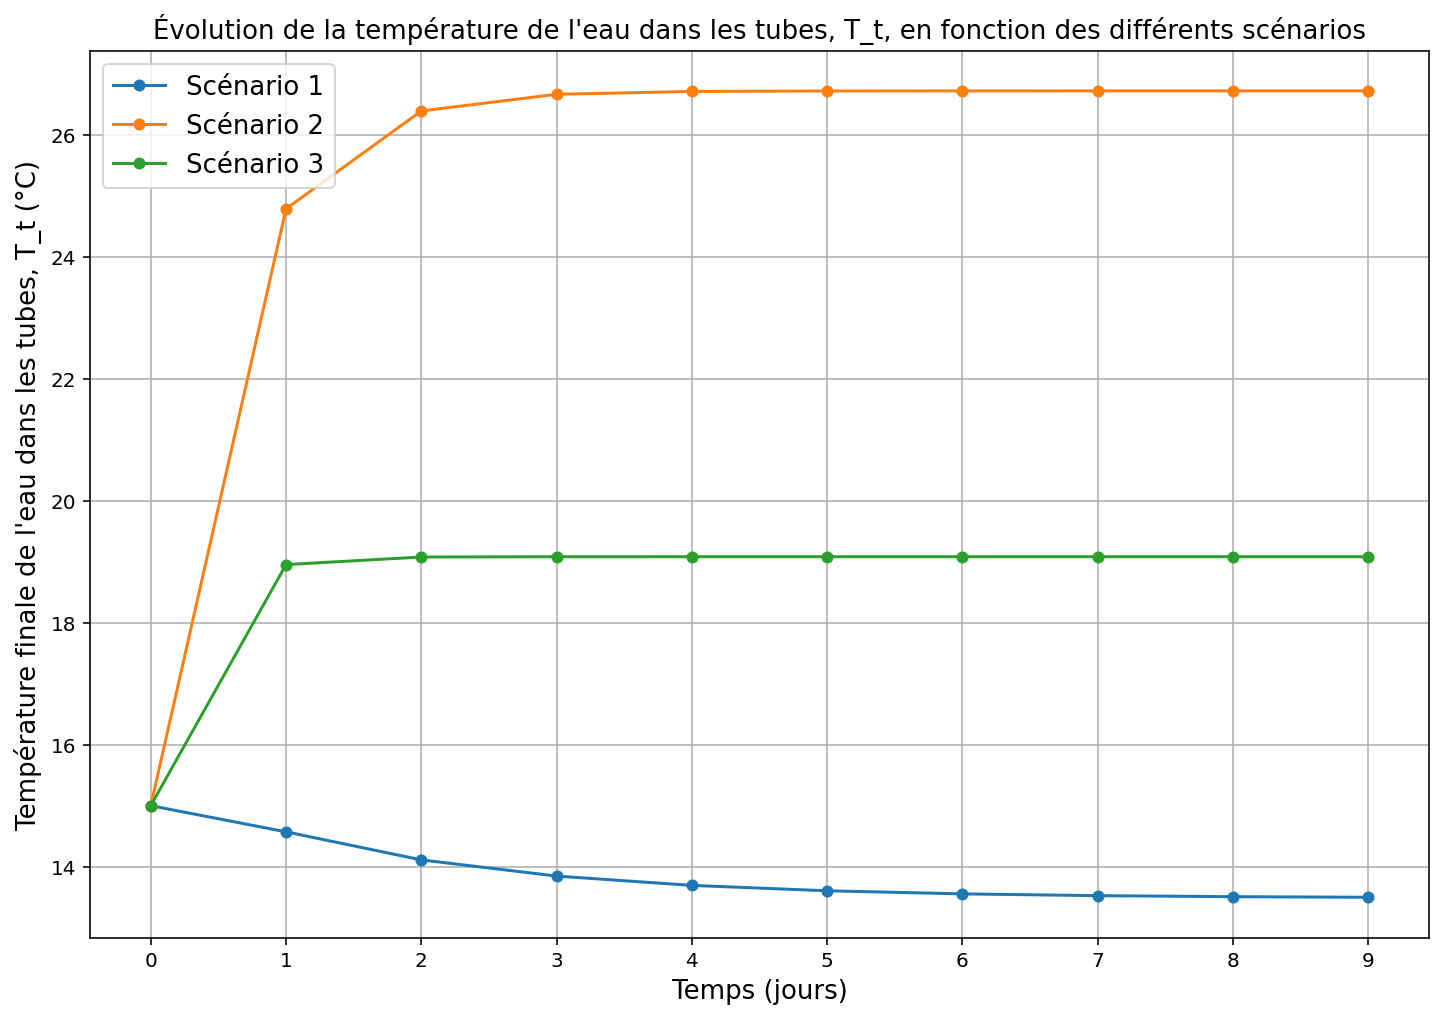 Évolution de la température de l'eau dans les tubes, T_t, en fonction des différents scénarios
Scénario 1
Scénario 2
Scénario 3
Température finale de l'eau dans les tubes, T_t (°C)
26
24
22
20
18
16
14
0 1 2 3 4 5 6 7 8 9
Temps (jours)